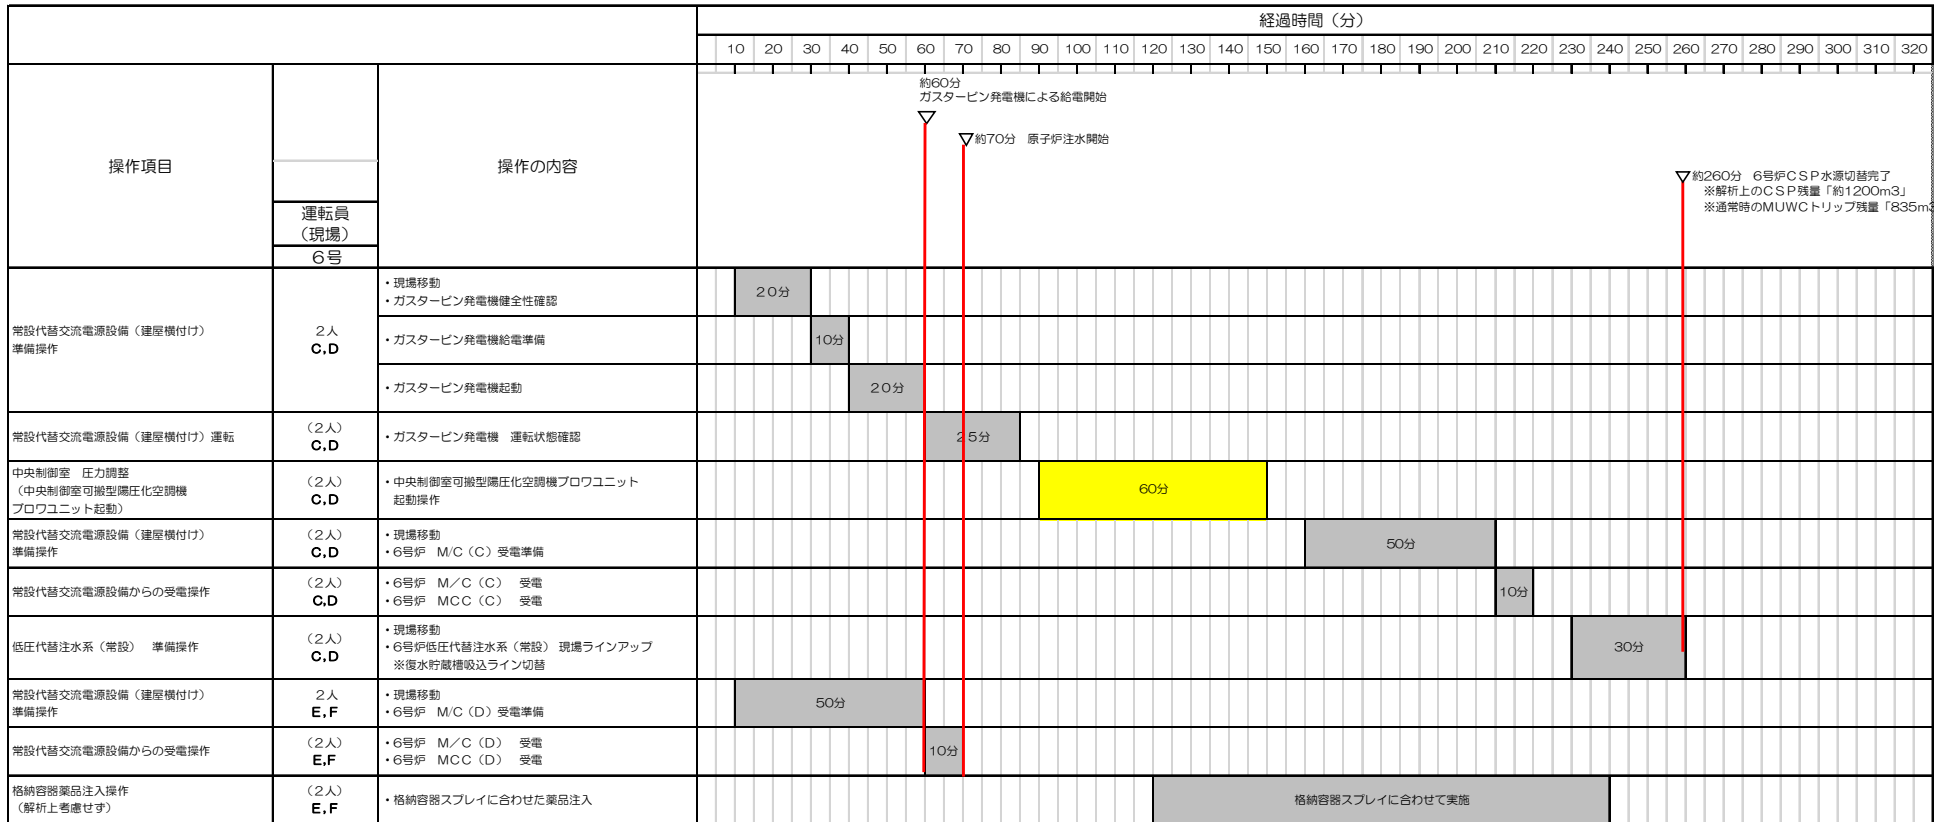 経過時間（分）
10 20 30 40 50 60 70 80 90 100 110 120 130 140 150 160 170 180 190 200 210 220 230 240 250 260 270 280 290 300 310 320
操作項目
運転員
（現場）
6号
操作の内容
約60分
ガスタービン発電機による給電開始
約70分　原子炉注水開始
約260分　6号炉CSP水源切替完了
※解析上のCSP残量「約1200m3」
※通常時のMUWCトリップ残量「835m3
常設代替交流電源設備（建屋横付け）
準備操作
2人
C,D
・現場移動
・ガスタービン発電機健全性確認
20分
・ガスタービン発電機給電準備
10分
・ガスタービン発電機起動
20分
常設代替交流電源設備（建屋横付け）運転
（2人）
C,D
・ガスタービン発電機　運転状態確認
25分
中央制御室　圧力調整
（中央制御室可搬型陽圧化空調機
ブロワユニット起動）
（2人）
C,D
・中央制御室可搬型陽圧化空調機ブロワユニット
起動操作
60分
常設代替交流電源設備（建屋横付け）
準備操作
（2人）
C,D
・現場移動
・6号炉　M/C（C）受電準備
50分
常設代替交流電源設備からの受電操作
（2人）
C,D
・6号炉　M／C（C）　受電
・6号炉　MCC（C）　受電
10分
低圧代替注水系（常設）　準備操作
（2人）
C,D
・現場移動
・6号炉低圧代替注水系（常設） 現場ラインアップ
※復水貯蔵槽吸込ライン切替
30分
常設代替交流電源設備（建屋横付け）
準備操作
2人
E,F
・現場移動
・6号炉　M/C（D）受電準備
50分
常設代替交流電源設備からの受電操作
（2人）
E,F
・6号炉　M／C（D）　受電
・6号炉　MCC（D）　受電
10分
格納容器薬品注入操作
（解析上考慮せず）
（2人）
E,F
・格納容器スプレイに合わせた薬品注入
格納容器スプレイに合わせて実施